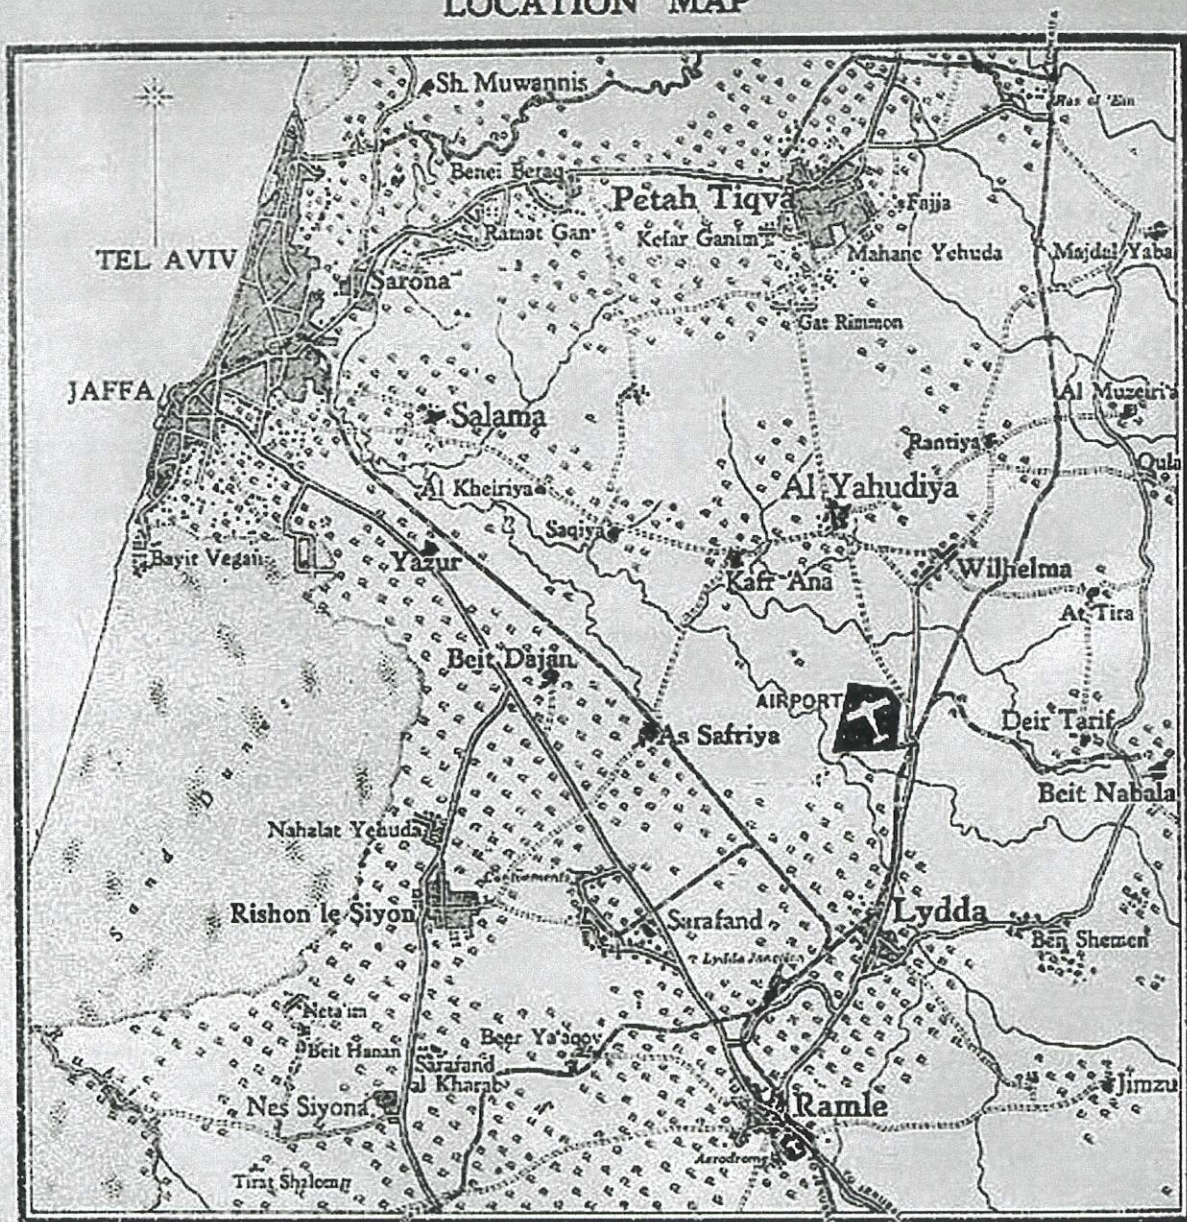 LOCATION MAP
Sh. Muwannis
Ras el 'Ein
Benei Beraq
Petah Tiqva
Fajja
Ramat Gan
Kefar Ganim
TEL AVIV
Mahane Yehuda
Majdal Yaba
Sarona
Gat Rimmon
JAFFA
Al Muzeiri'a
Salama
Rantiya
Qula
Al Kheiriya
Al Yahudiya
Saqiya
Bayit Vegan
Yazur
Kafr 'Ana
Wilhelma
At Tira
Beit Dajan
AIRPORT
Deir Tarif
As Safriya
Beit Nabala
Sand Dunes
Nahalat Yehuda
Rishon le Ṣiyon
Sarafand
Lydda
Ben Shemen
Lydda Junction
Neta'im
Beit Hanan
Beer Ya'aqov
Sarafand
al Kharab
Jimzu
Nes Siyona
Ramle
Aerodrome
Tirat Shalom